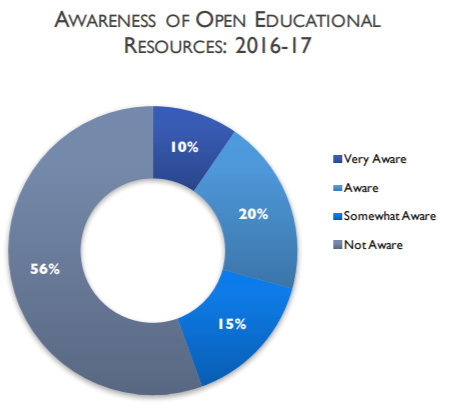 AWARENESS OF OPEN EDUCATIONAL
RESOURCES: 2016-17
10%
20%
15%
56%
Very Aware
Aware
Somewhat Aware
Not Aware